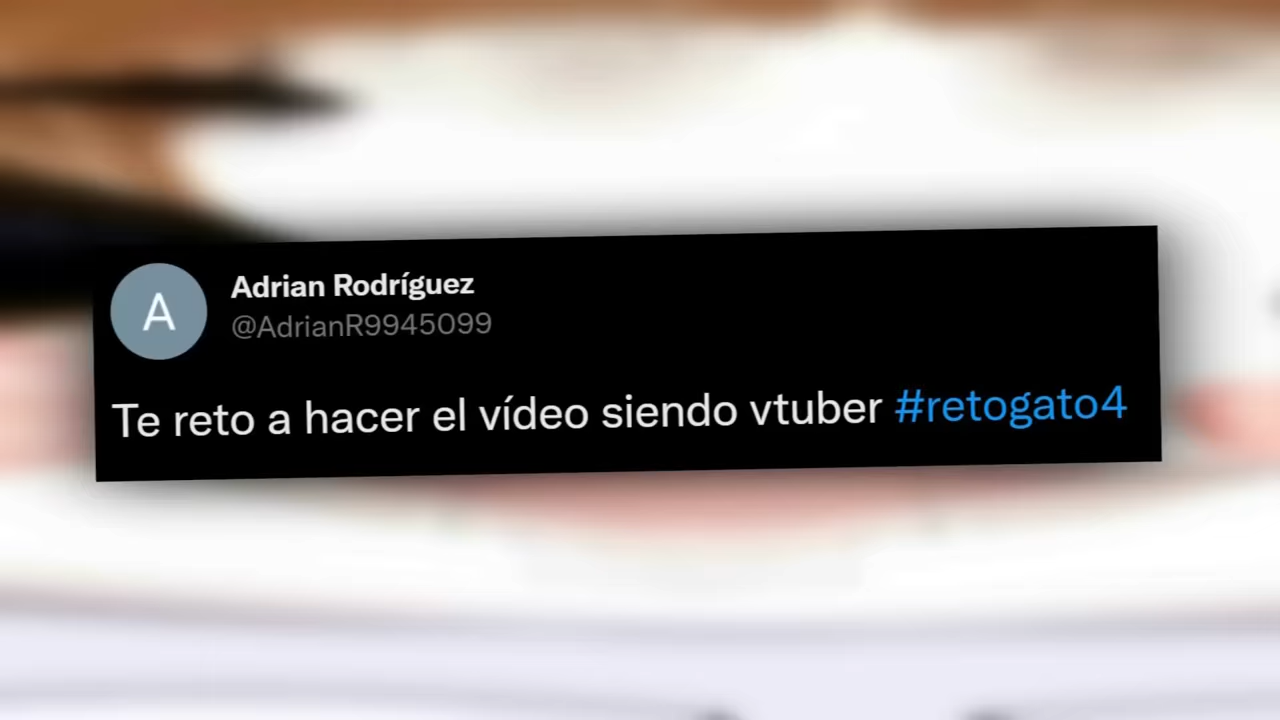 A
Adrian Rodríguez
@AdrianR9945099
Te reto a hacer el vídeo siendo vtuber #retogato4